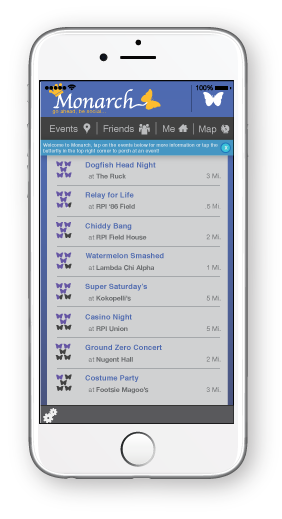 100%
Monarch
go ahead, be social...
Events Friends Me Map
Welcome to Monarch, tap on the events below for more information or tap the
butterfly in the top right corner to perch at an event!
Dogfish Head Night
at The Ruck 3 Mi.
Relay for Life
at RPI '86 Field .5 Mi.
Chiddy Bang
at RPI Field House 2 Mi.
Watermelon Smashed
at Lambda Chi Alpha 1 Mi.
Super Saturday's
at Kokopelli's 5 Mi.
Casino Night
at RPI Union 5 Mi.
Ground Zero Concert
at Nugent Hall 2 Mi.
Costume Party
at Footsie Magoo's 3 Mi.